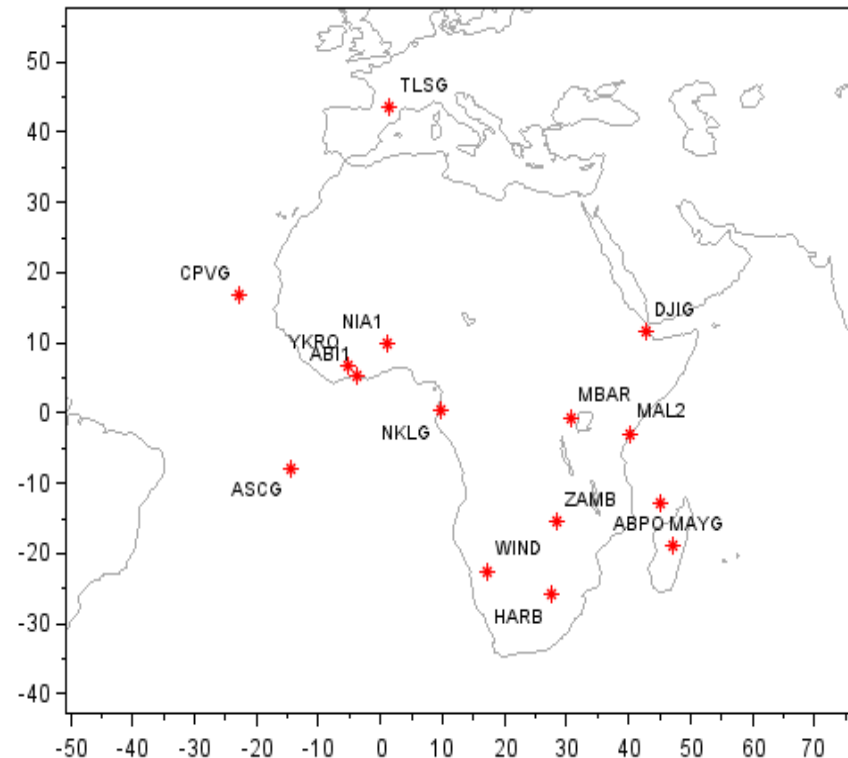 50
TLSG
40
30
20
CPVG
DJIG
NIA1
10
YKRO
ABI1
MBAR
0
MAL2
NKLG
-10
ASCG
ZAMB
ABPO MAYG
WIND
-20
HARB
-30
-40
-50 -40 -30 -20 -10 0 10 20 30 40 50 60 70